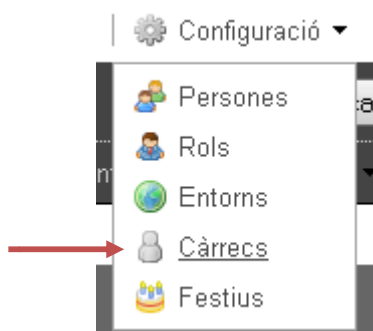 Configuració
Persones
Rols
Entorns
Càrrecs
Festius